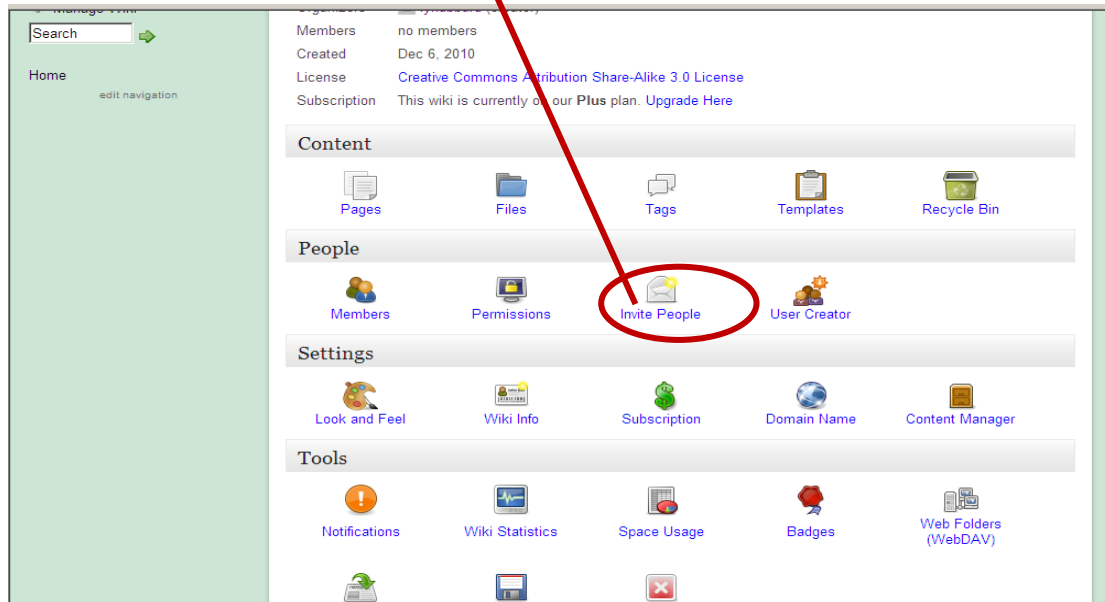 Manage Wiki
Search
Home
edit navigation
Organizers
Members no members
Created Dec 6, 2010
License Creative Commons Attribution Share-Alike 3.0 License
Subscription This wiki is currently on our Plus plan. Upgrade Here
Content
Pages Files Tags Templates Recycle Bin
People
Members Permissions Invite People User Creator
Settings
Look and Feel Wiki Info Subscription Domain Name Content Manager
Tools
Notifications Wiki Statistics Space Usage Badges Web Folders
(WebDAV)